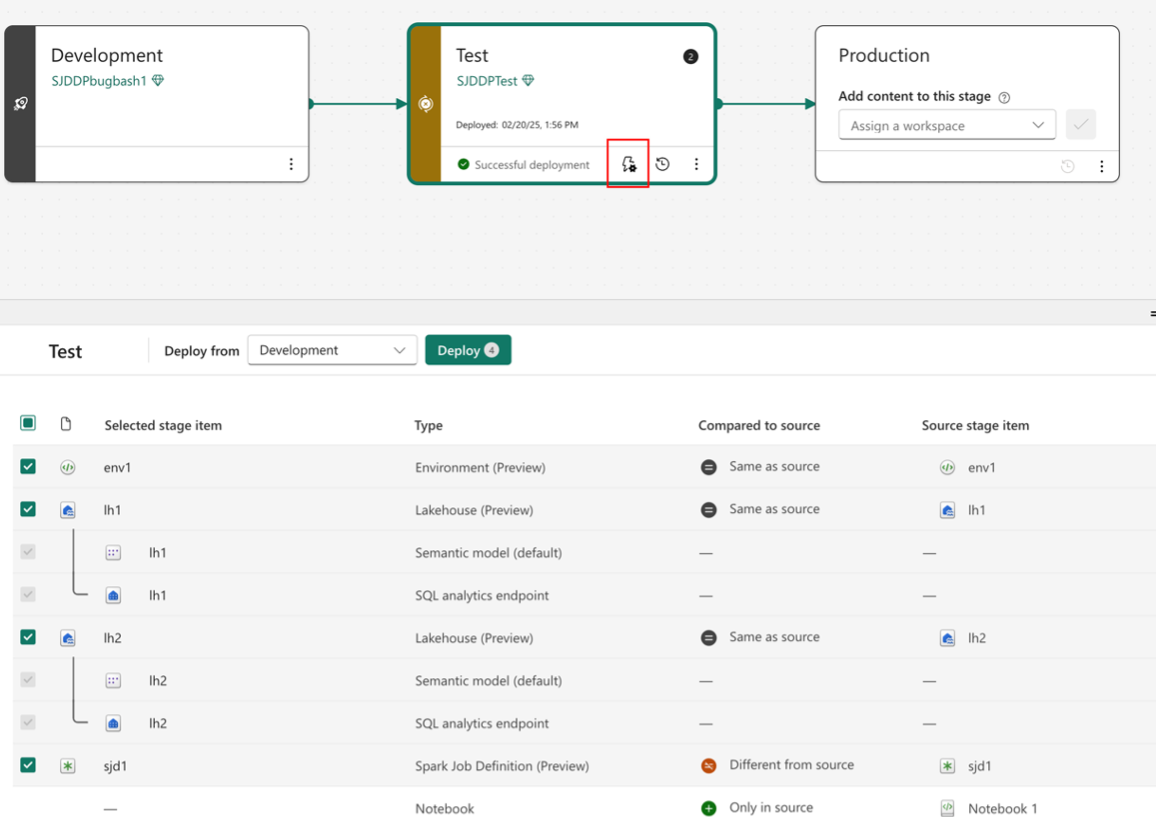 Development
SJDDPbugbash1
Test
2
SJDDPTest
Deployed: 02/20/25, 1:56 PM
Successful deployment
Production
Add content to this stage
Assign a workspace
Test
Deploy from
Development
Deploy 4
Selected stage item Type Compared to source Source stage item
env1 Environment (Preview) Same as source env1
lh1 Lakehouse (Preview) Same as source lh1
lh1 Semantic model (default) — —
lh1 SQL analytics endpoint — —
lh2 Lakehouse (Preview) Same as source lh2
lh2 Semantic model (default) — —
lh2 SQL analytics endpoint — —
sjd1 Spark Job Definition (Preview) Different from source sjd1
— Notebook Only in source Notebook 1